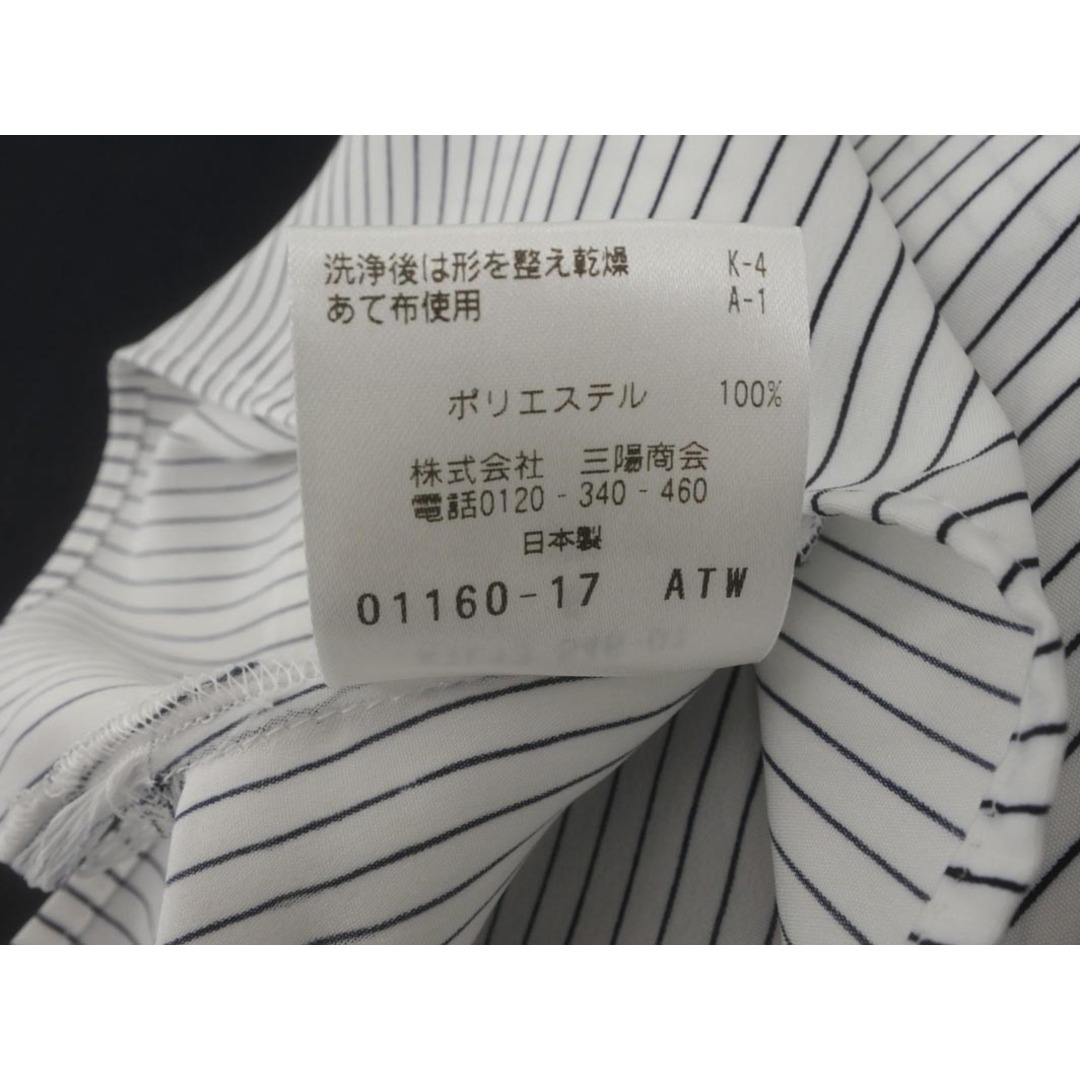 洗浄後は形を整え乾燥 K-4
あて布使用 A-1
ポリエステル 100%
株式会社 三陽商会
電話0120-340-460
日本製
01160-17 ATW